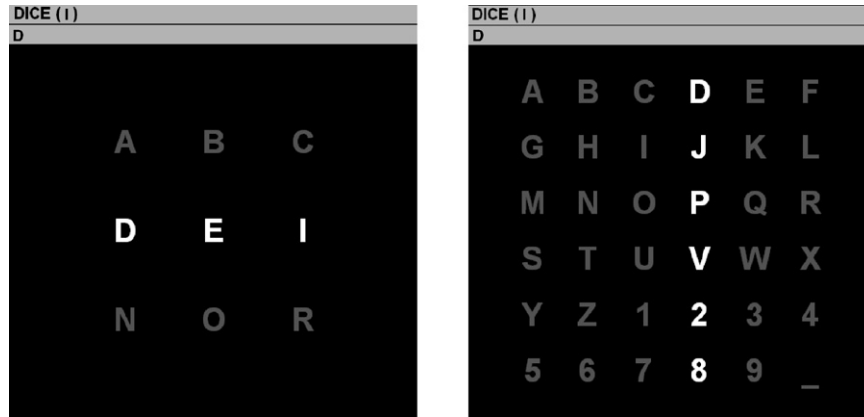 DICE (I)
D
A B C
D E I
N O R
DICE (I)
D
A B C D E F
G H I J K L
M N O P Q R
S T U V W X
Y Z 1 2 3 4
5 6 7 8 9 _